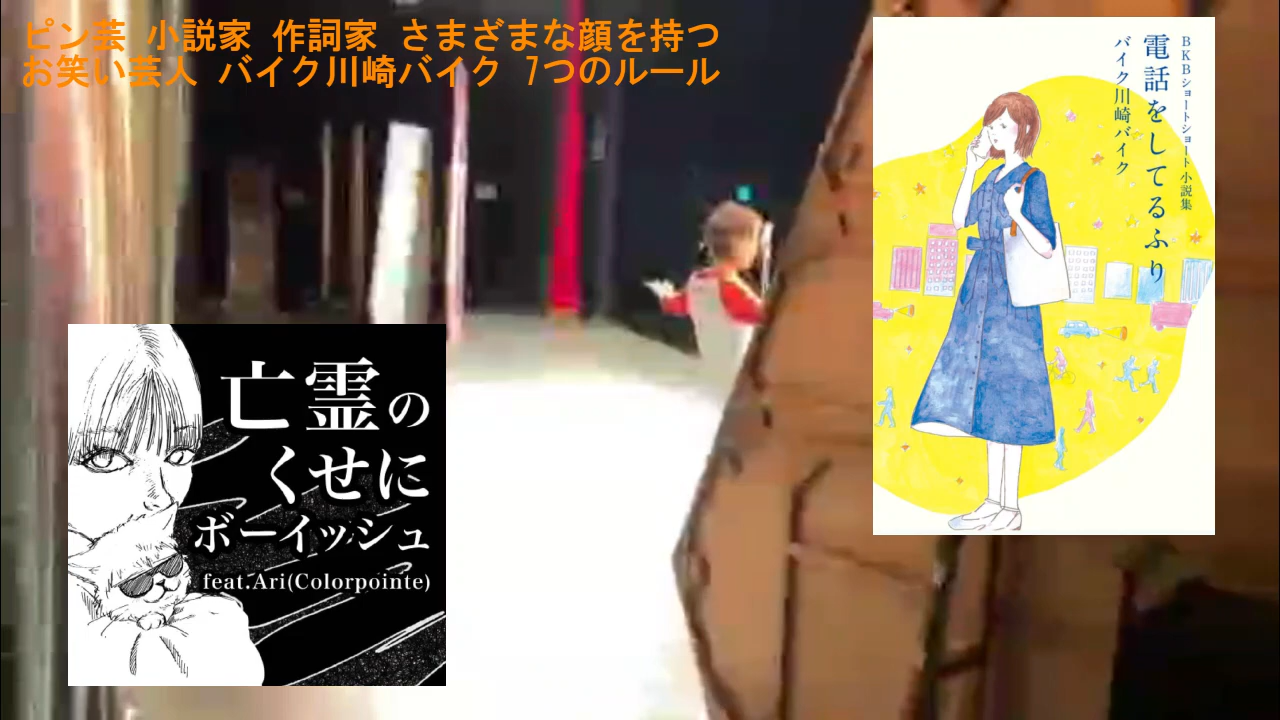 ピン芸 小説家 作詞家 さまざまな顔を持つ
お笑い芸人 バイク川崎バイク 7つのルール
BKBショートショート小説集
電話をしてるふり
バイク川崎バイク
亡霊の
くせに
ボーイッシュ
feat.Ari(Colorpointe)